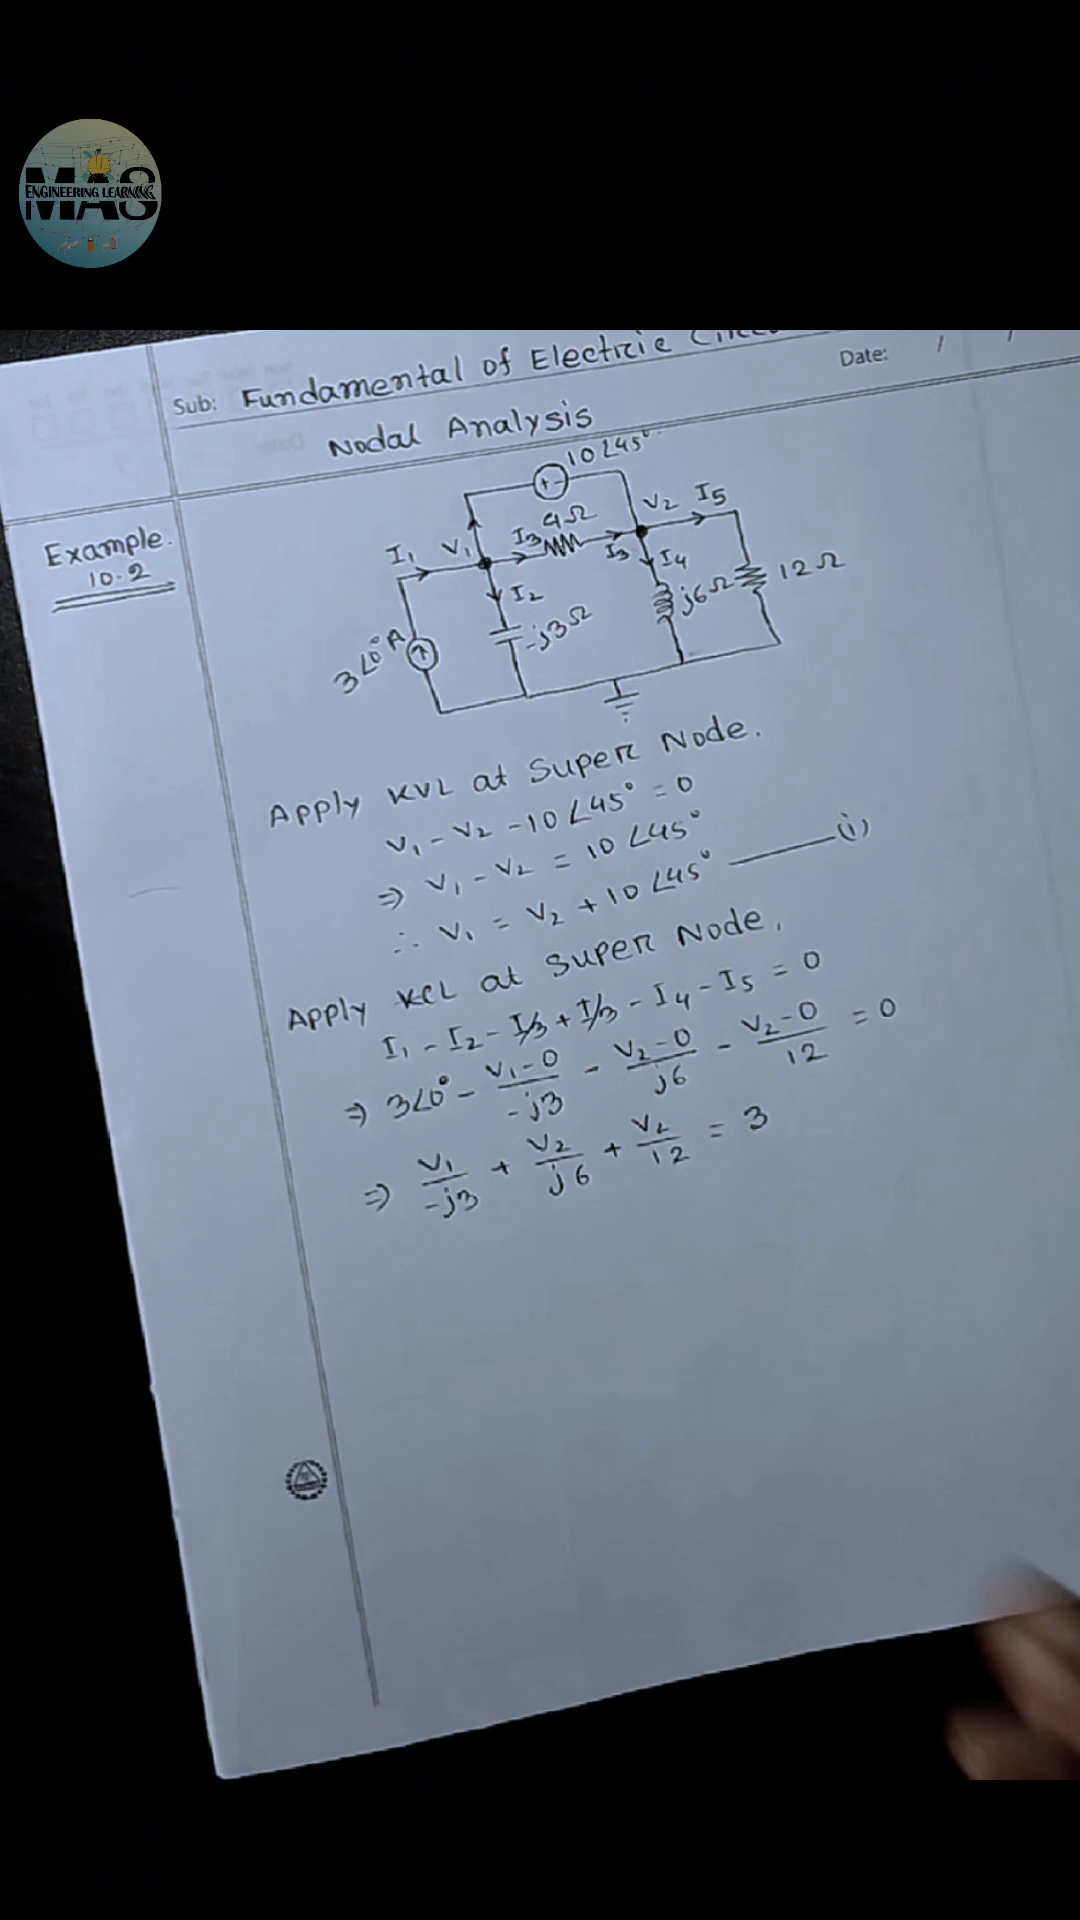 MAS
ENGINEERING LEARNING
Sub: Fundamental of Electric
Date: / /
Nodal Analysis
Example.
10.2
10∠45°
I₁ V₁ I₃ 4Ω I₃ V₂ I₅
I₂ I₄
3∠0° A -j3Ω j6Ω 12Ω
Apply KVL at Super Node.
V₁ - V₂ - 10∠45° = 0
⇒ V₁ - V₂ = 10∠45°
∴ V₁ = V₂ + 10∠45° —— (i)
Apply KCL at Super Node.
I₁ - I₂ - I₃ + I₃ - I₄ - I₅ = 0
⇒ 3∠0° - (V₁-0)/(-j3) - (V₂-0)/(j6) - (V₂-0)/12 = 0
⇒ V₁/(-j3) + V₂/(j6) + V₂/12 = 3